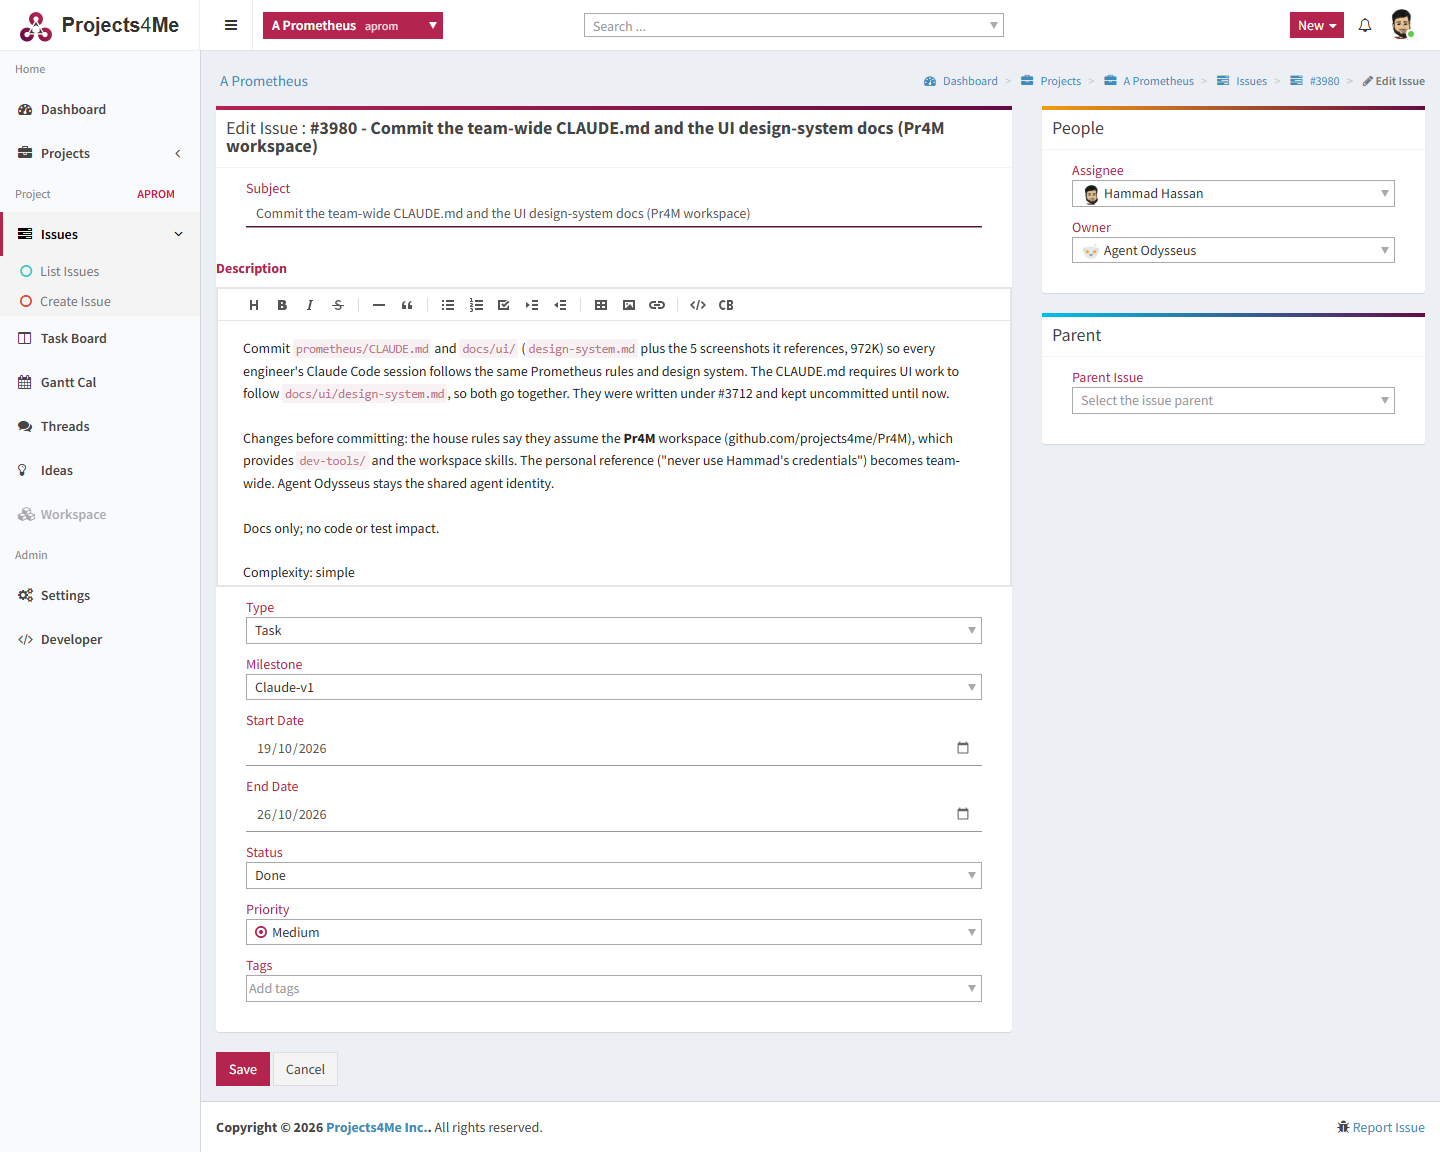 Projects4Me
A Prometheus aprom
Search ...
New
Home
Dashboard
Projects
Project APROM
Issues
List Issues
Create Issue
Task Board
Gantt Cal
Threads
Ideas
Workspace
Admin
Settings
Developer
A Prometheus
Dashboard > Projects > A Prometheus > Issues > #3980 > Edit Issue
Edit Issue : #3980 - Commit the team-wide CLAUDE.md and the UI design-system docs (Pr4M
workspace)
Subject
Commit the team-wide CLAUDE.md and the UI design-system docs (Pr4M workspace)
Description
H B I S CB
Commit prometheus/CLAUDE.md and docs/ui/ ( design-system.md plus the 5 screenshots it references, 972K) so every
engineer's Claude Code session follows the same Prometheus rules and design system. The CLAUDE.md requires UI work to
follow docs/ui/design-system.md , so both go together. They were written under #3712 and kept uncommitted until now.
Changes before committing: the house rules say they assume the Pr4M workspace (github.com/projects4me/Pr4M), which
provides dev-tools/ and the workspace skills. The personal reference ("never use Hammad's credentials") becomes team-
wide. Agent Odysseus stays the shared agent identity.
Docs only; no code or test impact.
Complexity: simple
Type
Task
Milestone
Claude-v1
Start Date
19/10/2026
End Date
26/10/2026
Status
Done
Priority
Medium
Tags
Add tags
Save Cancel
People
Assignee
Hammad Hassan
Owner
Agent Odysseus
Parent
Parent Issue
Select the issue parent
Copyright © 2026 Projects4Me Inc.. All rights reserved.
Report Issue